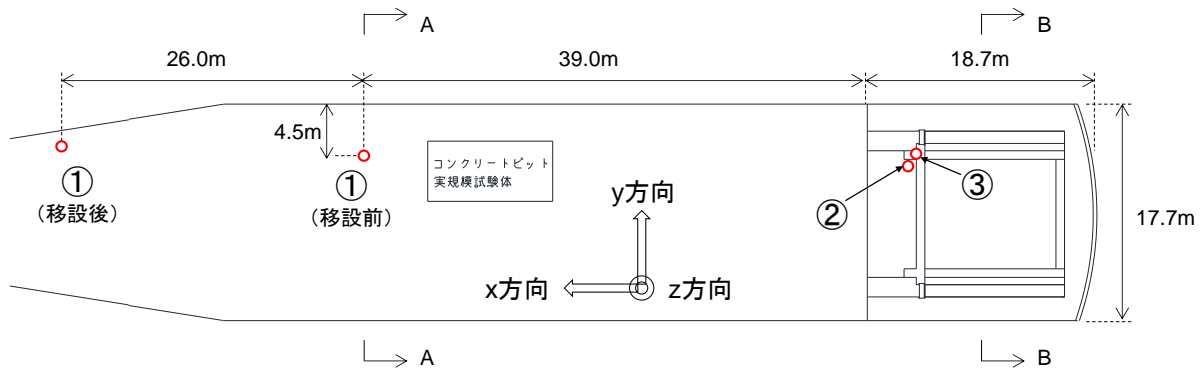 A
B
26.0m
39.0m
18.7m
4.5m
コンクリートピット
実規模試験体
①
(移設後)
①
(移設前)
②
③
y方向
17.7m
x方向
z方向
A
B